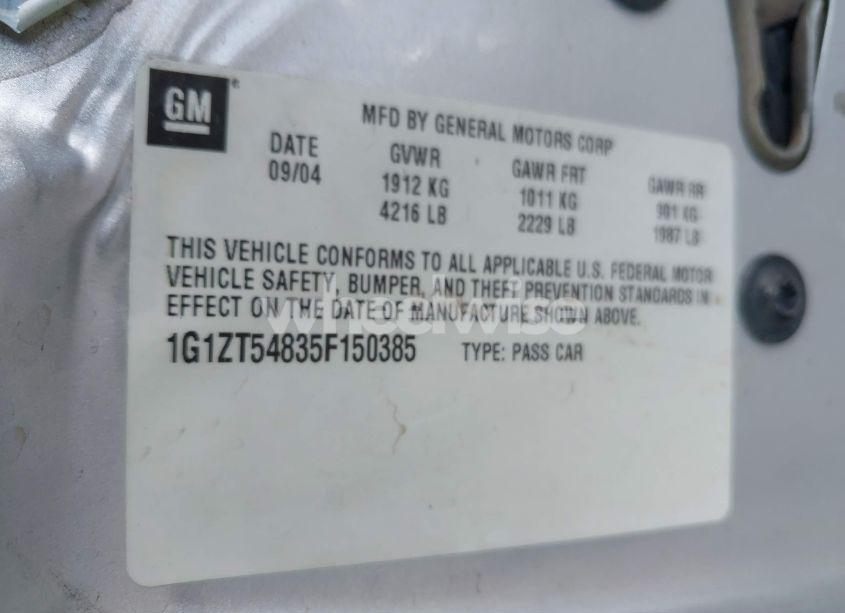 GM
MFD BY GENERAL MOTORS CORP
DATE GVWR GAWR FRT GAWR RR
09/04 1912 KG 1011 KG 901 KG
4216 LB 2229 LB 1987 LB
THIS VEHICLE CONFORMS TO ALL APPLICABLE U.S. FEDERAL MOTOR
VEHICLE SAFETY, BUMPER, AND THEFT PREVENTION STANDARDS IN
EFFECT ON THE DATE OF MANUFACTURE SHOWN ABOVE.
wheelwise
1G1ZT54835F150385 TYPE: PASS CAR